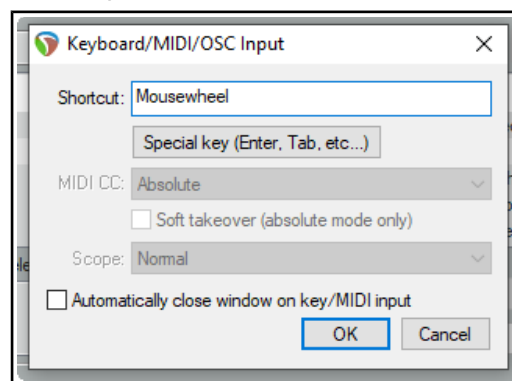 Keyboard/MIDI/OSC Input
Shortcut: Mousewheel
Special key (Enter, Tab, etc...)
MIDI CC: Absolute
Soft takeover (absolute mode only)
Scope: Normal
Automatically close window on key/MIDI input
OK Cancel